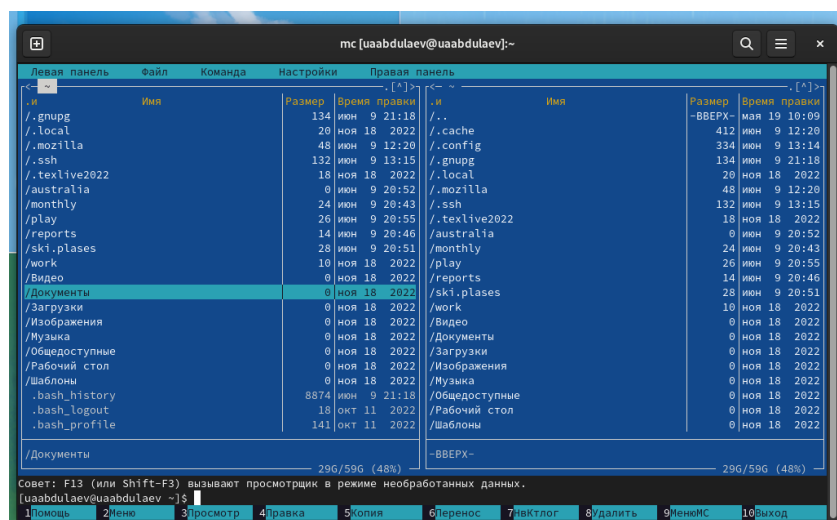 mc [uaabdulaev@uaabdulaev]:~
Левая панель Файл Команда Настройки Правая панель
<— ~ .[^]>
.и Имя Размер Время правки
/.gnupg 134 июн 9 21:18
/.local 20 ноя 18 2022
/.mozilla 48 июн 9 12:20
/.ssh 132 июн 9 13:15
/.texlive2022 18 ноя 18 2022
/australia 0 июн 9 20:52
/monthly 24 июн 9 20:43
/play 26 июн 9 20:55
/reports 14 июн 9 20:46
/ski.plases 28 июн 9 20:51
/work 10 ноя 18 2022
/Видео 0 ноя 18 2022
/Документы 0 ноя 18 2022
/Загрузки 0 ноя 18 2022
/Изображения 0 ноя 18 2022
/Музыка 0 ноя 18 2022
/Общедоступные 0 ноя 18 2022
/Рабочий стол 0 ноя 18 2022
/Шаблоны 0 ноя 18 2022
.bash_history 8874 июн 9 21:18
.bash_logout 18 окт 11 2022
.bash_profile 141 окт 11 2022
/Документы
29G/59G (48%)
<— ~ .[^]>
.и Имя Размер Время правки
/.. -ВВЕРХ- мая 19 10:09
/.cache 412 июн 9 12:20
/.config 334 июн 9 13:14
/.gnupg 134 июн 9 21:18
/.local 20 ноя 18 2022
/.mozilla 48 июн 9 12:20
/.ssh 132 июн 9 13:15
/.texlive2022 18 ноя 18 2022
/australia 0 июн 9 20:52
/monthly 24 июн 9 20:43
/play 26 июн 9 20:55
/reports 14 июн 9 20:46
/ski.plases 28 июн 9 20:51
/work 10 ноя 18 2022
/Видео 0 ноя 18 2022
/Документы 0 ноя 18 2022
/Загрузки 0 ноя 18 2022
/Изображения 0 ноя 18 2022
/Музыка 0 ноя 18 2022
/Общедоступные 0 ноя 18 2022
/Рабочий стол 0 ноя 18 2022
/Шаблоны 0 ноя 18 2022
-ВВЕРХ-
29G/59G (48%)
Совет: F13 (или Shift-F3) вызывают просмотрщик в режиме необработанных данных.
[uaabdulaev@uaabdulaev ~]$
1Помощь 2Меню 3Просмотр 4Правка 5Копия 6Перенос 7НвКтлог 8Удалить 9МенюМС 10Выход